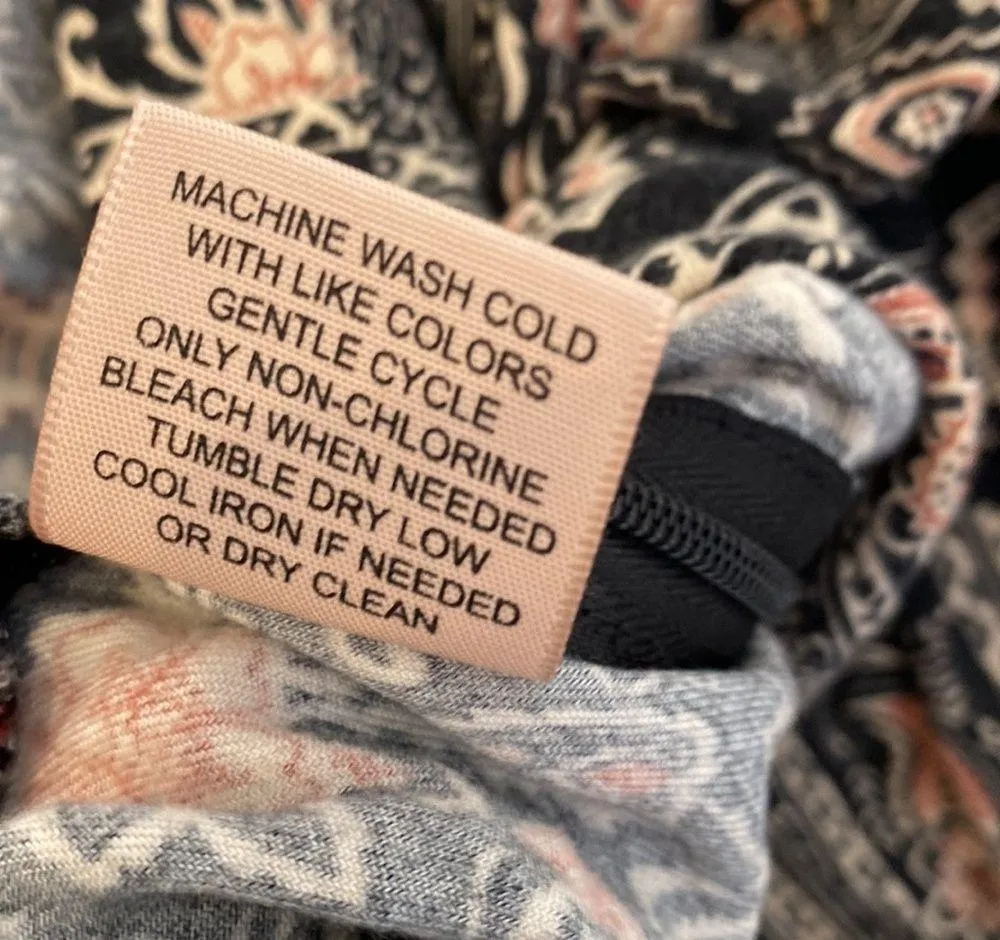 MACHINE WASH COLD
WITH LIKE COLORS
GENTLE CYCLE
ONLY NON-CHLORINE
BLEACH WHEN NEEDED
TUMBLE DRY LOW
COOL IRON IF NEEDED
OR DRY CLEAN